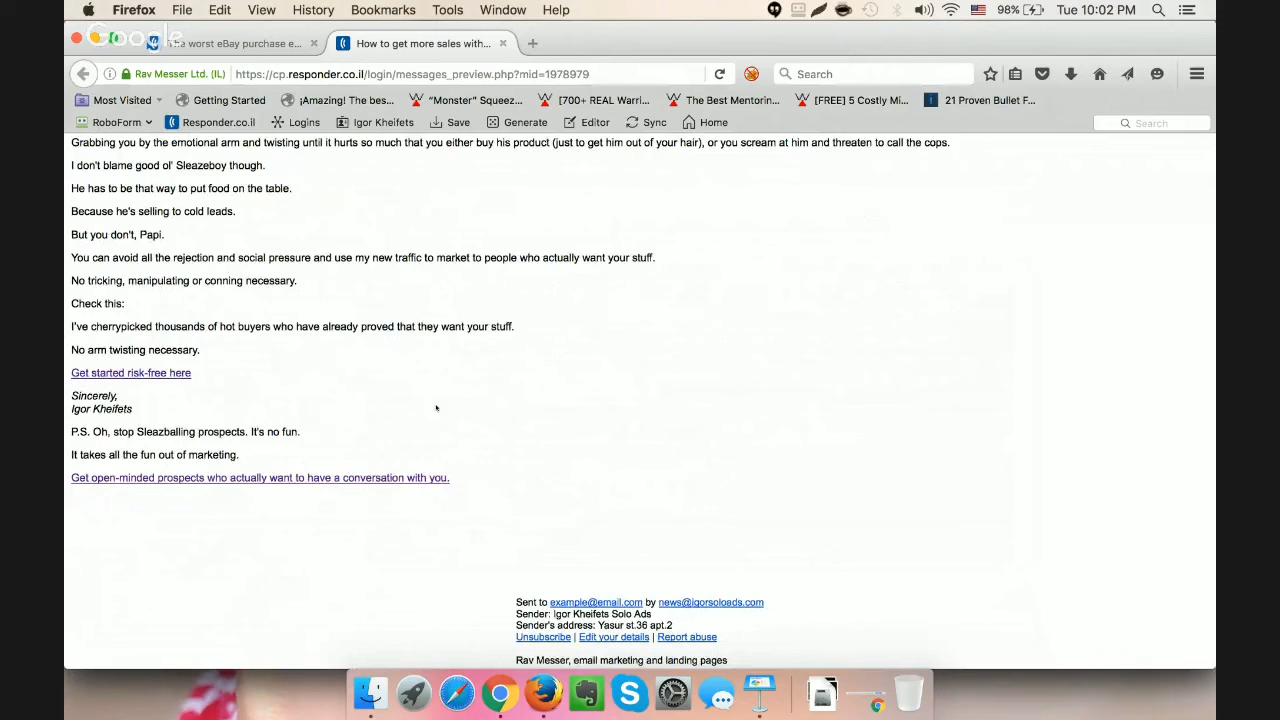 Firefox File Edit View History Bookmarks Tools Window Help 98% Tue 10:02 PM
Google
The worst eBay purchase e... How to get more sales with...
Rav Messer Ltd. (IL) https://cp.responder.co.il/login/messages_preview.php?mid=1978979 Search
Most Visited Getting Started ¡Amazing! The bes... “Monster” Squeez... [700+ REAL Warri... The Best Mentorin... [FREE] 5 Costly Mi... 21 Proven Bullet F...
RoboForm Responder.co.il Logins Igor Kheifets Save Generate Editor Sync Home Search
Grabbing you by the emotional arm and twisting until it hurts so much that you either buy his product (just to get him out of your hair), or you scream at him and threaten to call the cops.
I don't blame good ol' Sleazeboy though.
He has to be that way to put food on the table.
Because he's selling to cold leads.
But you don't, Papi.
You can avoid all the rejection and social pressure and use my new traffic to market to people who actually want your stuff.
No tricking, manipulating or conning necessary.
Check this:
I've cherrypicked thousands of hot buyers who have already proved that they want your stuff.
No arm twisting necessary.
Get started risk-free here
Sincerely,
Igor Kheifets
P.S. Oh, stop Sleazballing prospects. It's no fun.
It takes all the fun out of marketing.
Get open-minded prospects who actually want to have a conversation with you.
Sent to example@email.com by news@igorsoloads.com
Sender: Igor Kheifets Solo Ads
Sender's address: Yasur st.36 apt.2
Unsubscribe | Edit your details | Report abuse
Rav Messer, email marketing and landing pages